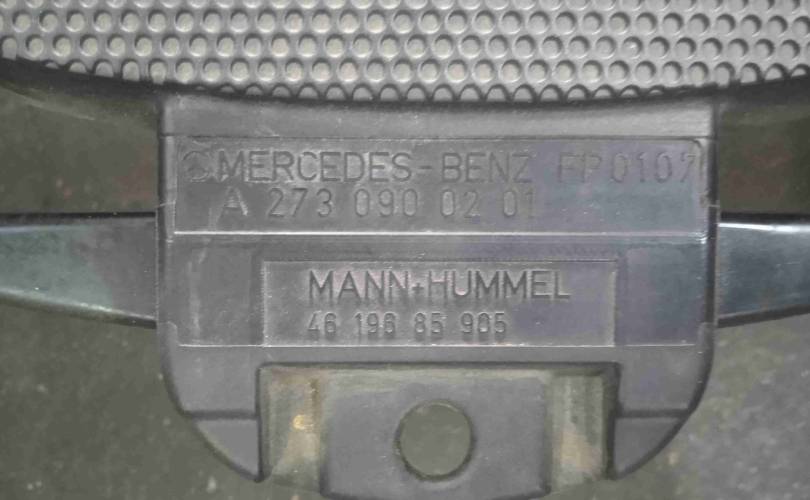 MERCEDES-BENZ FP0107
A 273 090 02 01
MANN+HUMMEL
46 196 85 905